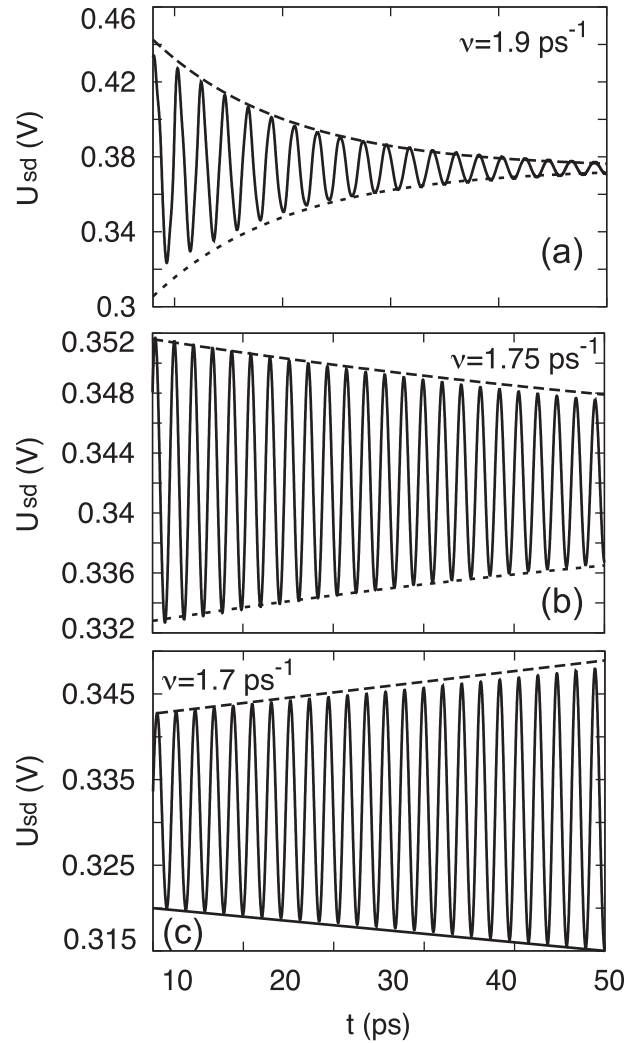 0.46
ν=1.9 ps-1
0.42
0.38
0.34
0.3
Usd (V)
(a)
0.352
ν=1.75 ps-1
0.348
0.344
0.34
0.336
0.332
Usd (V)
(b)
ν=1.7 ps-1
0.345
0.335
0.325
0.320
0.315
Usd (V)
(c)
10 20 30 40 50
t (ps)